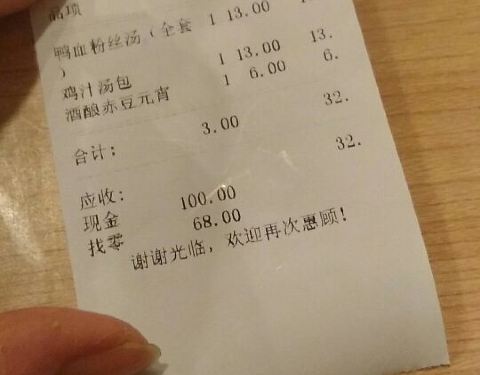 品项
鸭血粉丝汤（全套 1 13.00 13.
）
鸡汁汤包 1 13.00 13.
酒酿赤豆元宵 1 6.00 6.
合计: 3.00 32.
应收: 32.
现金 100.00
找零 68.00
谢谢光临，欢迎再次惠顾!